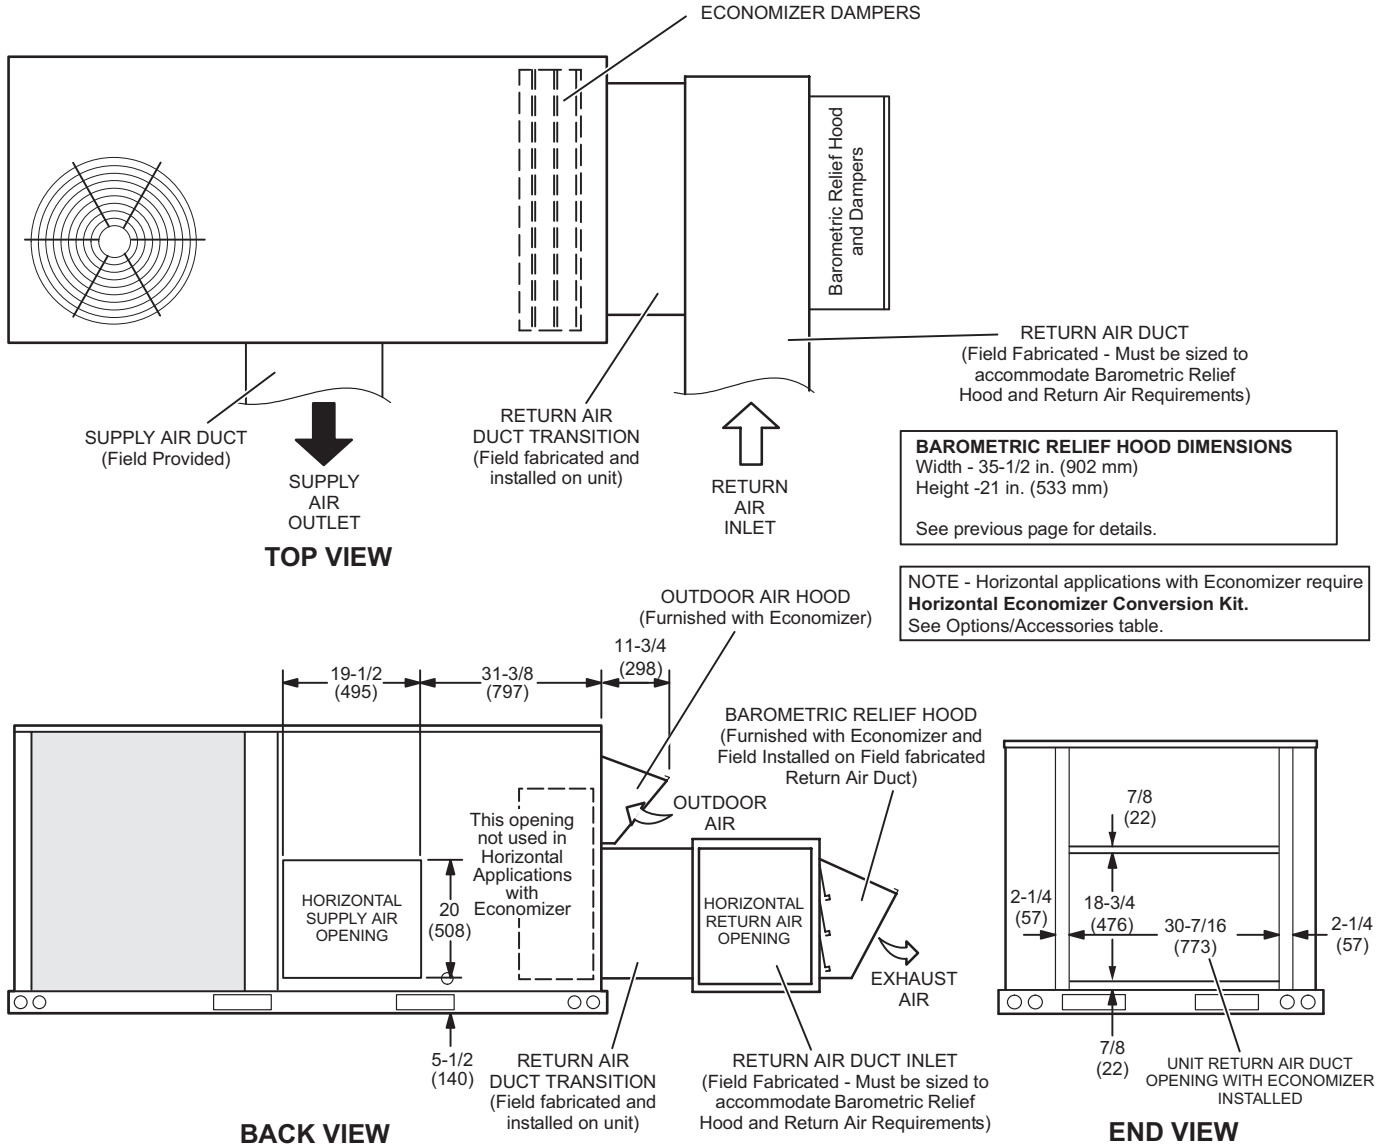 ECONOMIZER DAMPERS
Barometric Relief Hood
and Dampers
RETURN AIR DUCT
(Field Fabricated - Must be sized to
accommodate Barometric Relief
Hood and Return Air Requirements)
SUPPLY AIR DUCT
(Field Provided)
SUPPLY
AIR
OUTLET
RETURN AIR
DUCT TRANSITION
(Field fabricated and
installed on unit)
RETURN
AIR
INLET
TOP VIEW
BAROMETRIC RELIEF HOOD DIMENSIONS
Width - 35-1/2 in. (902 mm)
Height -21 in. (533 mm)
See previous page for details.
NOTE - Horizontal applications with Economizer require
Horizontal Economizer Conversion Kit.
See Options/Accessories table.
OUTDOOR AIR HOOD
(Furnished with Economizer)
19-1/2
(495)
31-3/8
(797)
11-3/4
(298)
BAROMETRIC RELIEF HOOD
(Furnished with Economizer and
Field Installed on Field fabricated
Return Air Duct)
OUTDOOR
AIR
This opening
not used in
Horizontal
Applications
with
Economizer
HORIZONTAL
SUPPLY AIR
OPENING
20
(508)
HORIZONTAL
RETURN AIR
OPENING
EXHAUST
AIR
5-1/2
(140)
RETURN AIR
DUCT TRANSITION
(Field fabricated and
installed on unit)
RETURN AIR DUCT INLET
(Field Fabricated - Must be sized to
accommodate Barometric Relief
Hood and Return Air Requirements)
BACK VIEW
7/8
(22)
2-1/4
(57)
18-3/4
(476)
30-7/16
(773)
2-1/4
(57)
7/8
(22)
UNIT RETURN AIR DUCT
OPENING WITH ECONOMIZER
INSTALLED
END VIEW